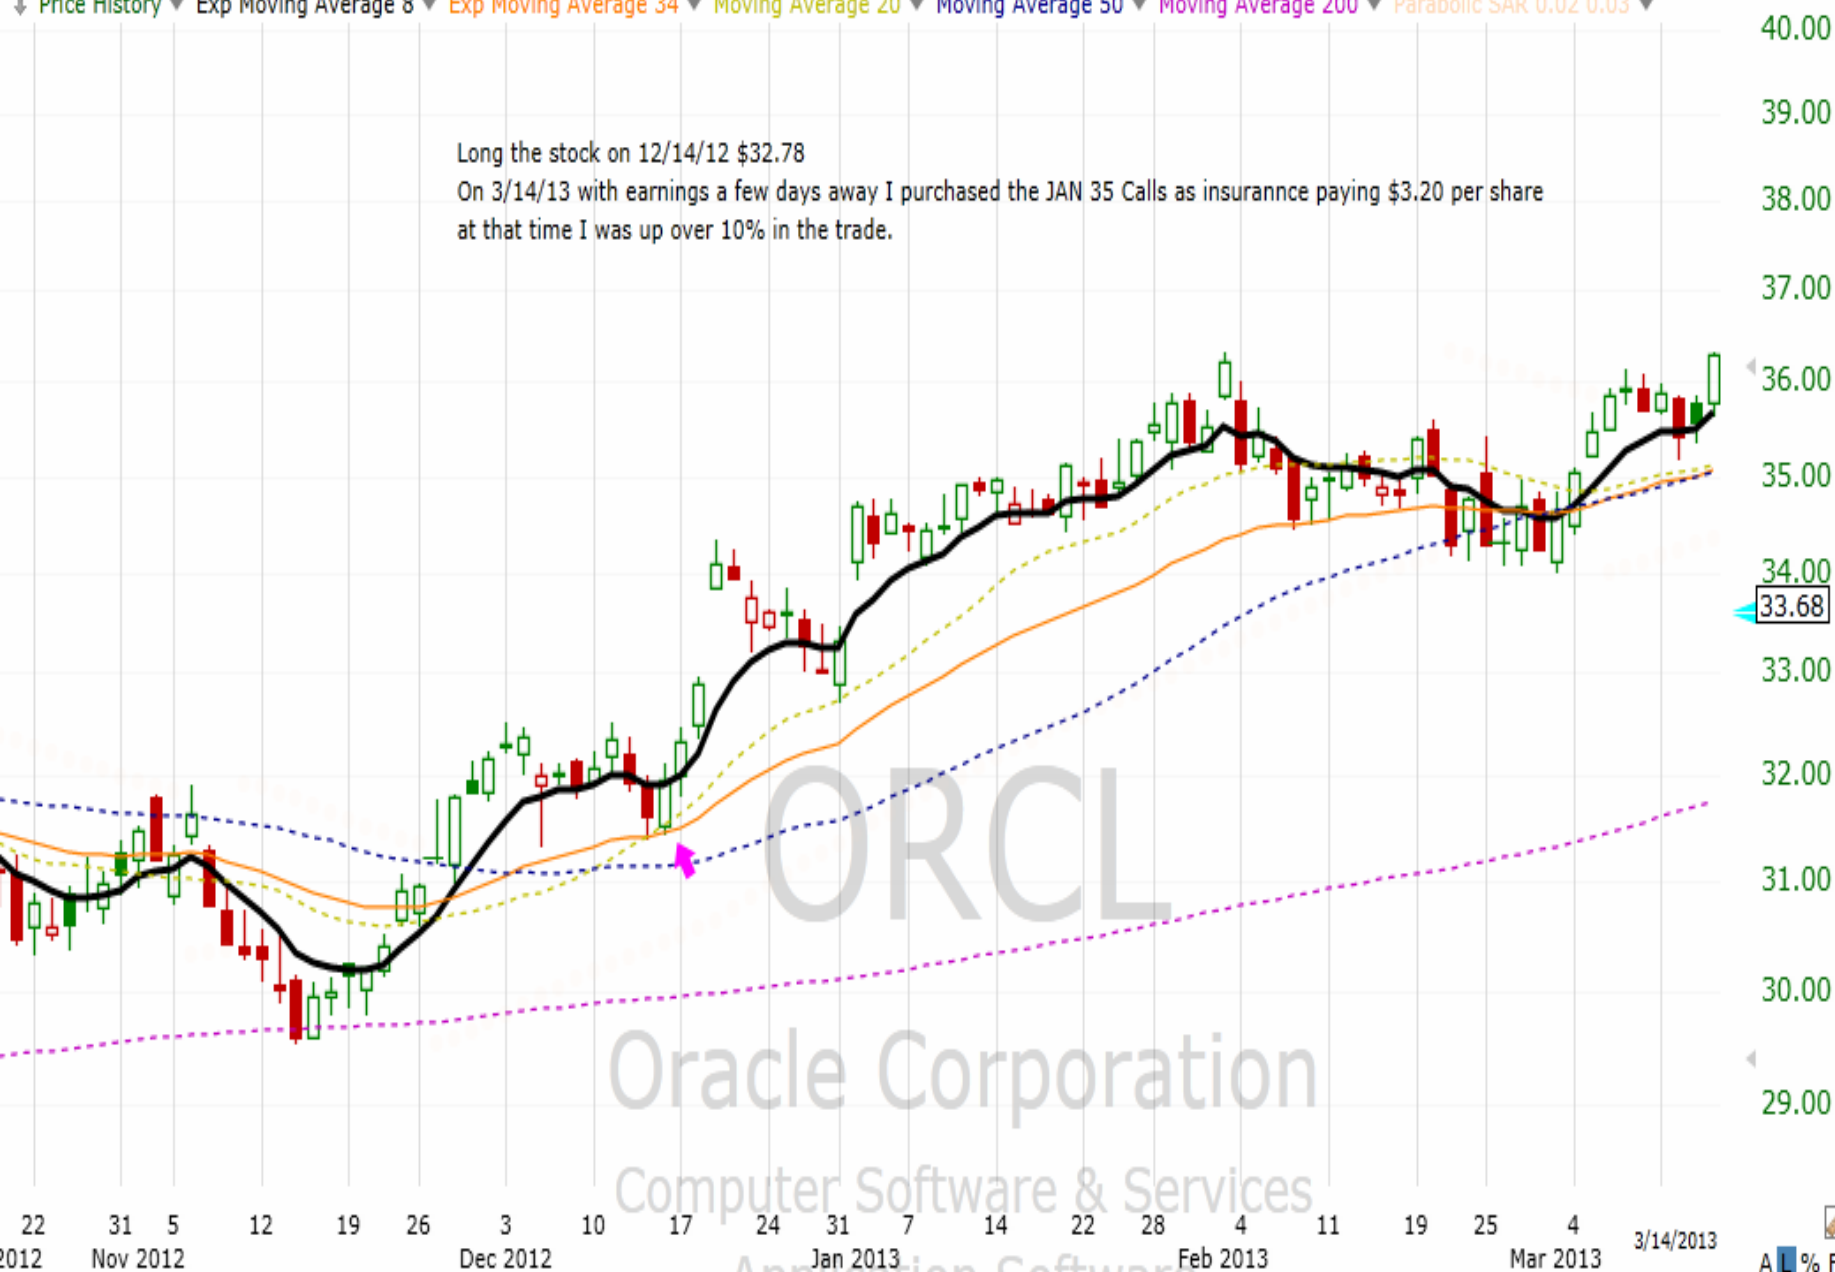 Price History Exp Moving Average 8 Exp Moving Average 34 Moving Average 20 Moving Average 50 Moving Average 200 Parabolic SAR 0.02 0.03
40.00
39.00
Long the stock on 12/14/12 $32.78
On 3/14/13 with earnings a few days away I purchased the JAN 35 Calls as insurannce paying $3.20 per share
at that time I was up over 10% in the trade.
38.00
37.00
36.00
35.00
34.00
33.68
33.00
32.00
ORCL
31.00
30.00
Oracle Corporation
29.00
Computer Software & Services
22 31 5 12 19 26 3 10 17 24 31 7 14 22 28 4 11 19 25 4 3/14/2013
2012 Nov 2012 Dec 2012 Jan 2013 Feb 2013 Mar 2013
Application Software
A L %